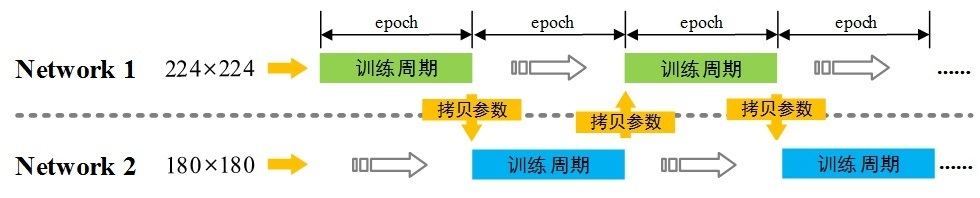 epoch epoch epoch epoch
Network 1 224×224 训练周期 训练周期 ......
拷贝参数 拷贝参数 拷贝参数
Network 2 180×180 训练周期 训练周期 ......